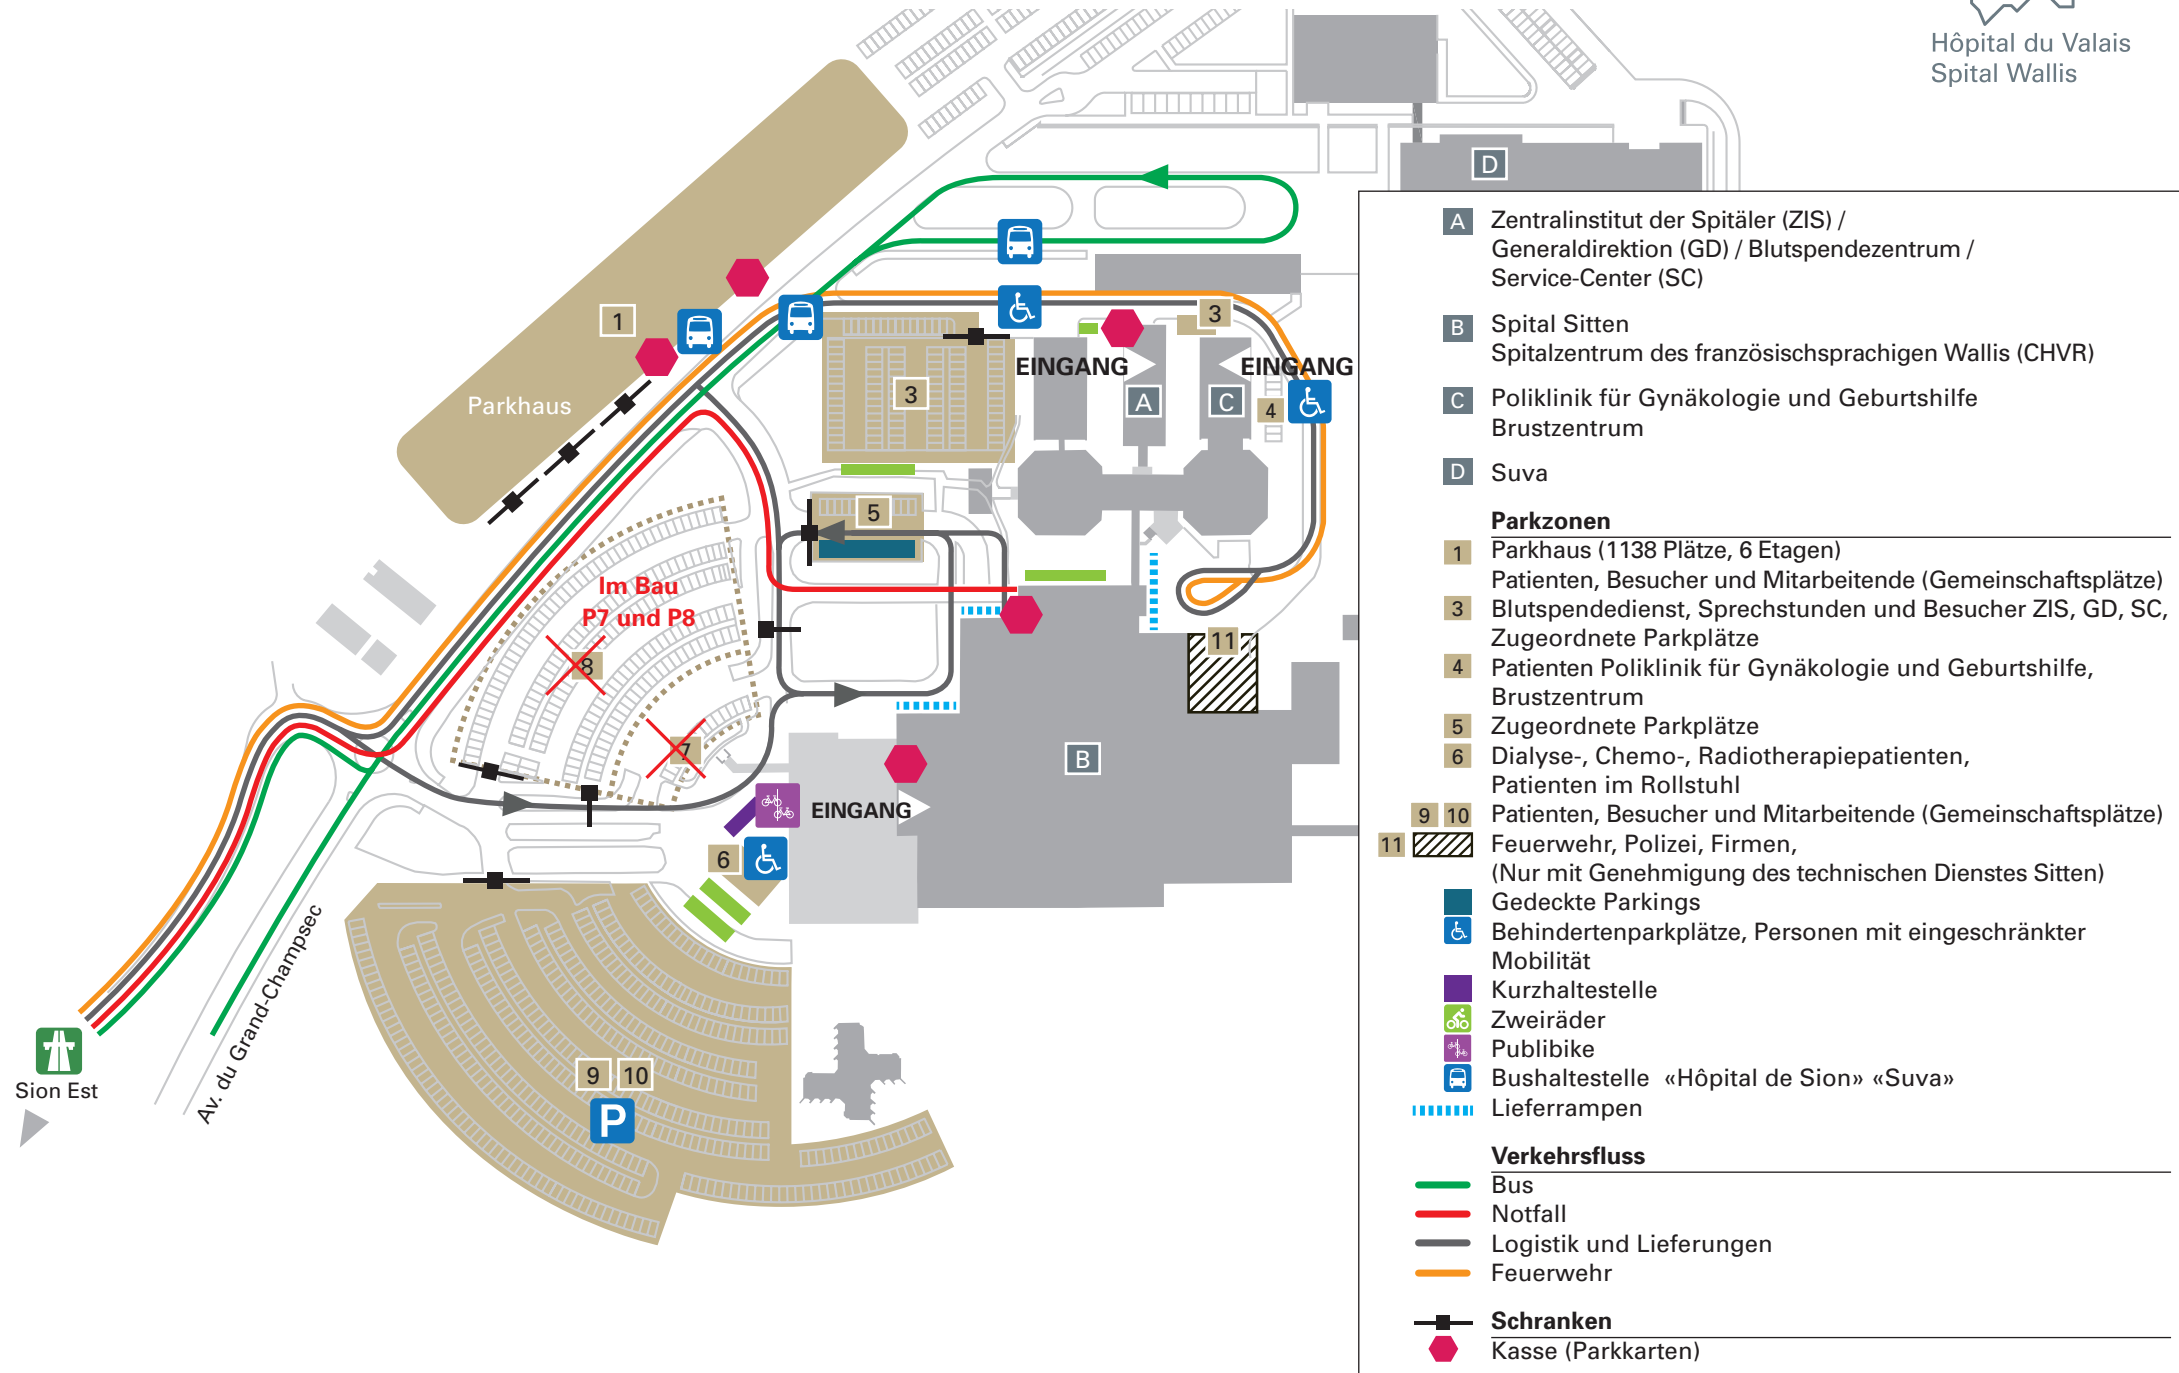 Hôpital du Valais
Spital Wallis
D
1
Parkhaus
3
3
EINGANG
EINGANG
A
C
4
5
Im Bau
P7 und P8
8
7
11
B
EINGANG
6
9 10
P
Av. du Grand-Champsec
Sion Est
A Zentralinstitut der Spitäler (ZIS) /
Generaldirektion (GD) / Blutspendezentrum /
Service-Center (SC)
B Spital Sitten
Spitalzentrum des französischsprachigen Wallis (CHVR)
C Poliklinik für Gynäkologie und Geburtshilfe
Brustzentrum
D Suva
Parkzonen
1 Parkhaus (1138 Plätze, 6 Etagen)
Patienten, Besucher und Mitarbeitende (Gemeinschaftsplätze)
3 Blutspendedienst, Sprechstunden und Besucher ZIS, GD, SC,
Zugeordnete Parkplätze
4 Patienten Poliklinik für Gynäkologie und Geburtshilfe,
Brustzentrum
5 Zugeordnete Parkplätze
6 Dialyse-, Chemo-, Radiotherapiepatienten,
Patienten im Rollstuhl
9 10 Patienten, Besucher und Mitarbeitende (Gemeinschaftsplätze)
11 Feuerwehr, Polizei, Firmen,
(Nur mit Genehmigung des technischen Dienstes Sitten)
Gedeckte Parkings
Behindertenparkplätze, Personen mit eingeschränkter
Mobilität
Kurzhaltestelle
Zweiräder
Publibike
Bushaltestelle «Hôpital de Sion» «Suva»
Lieferrampen
Verkehrsfluss
Bus
Notfall
Logistik und Lieferungen
Feuerwehr
Schranken
Kasse (Parkkarten)